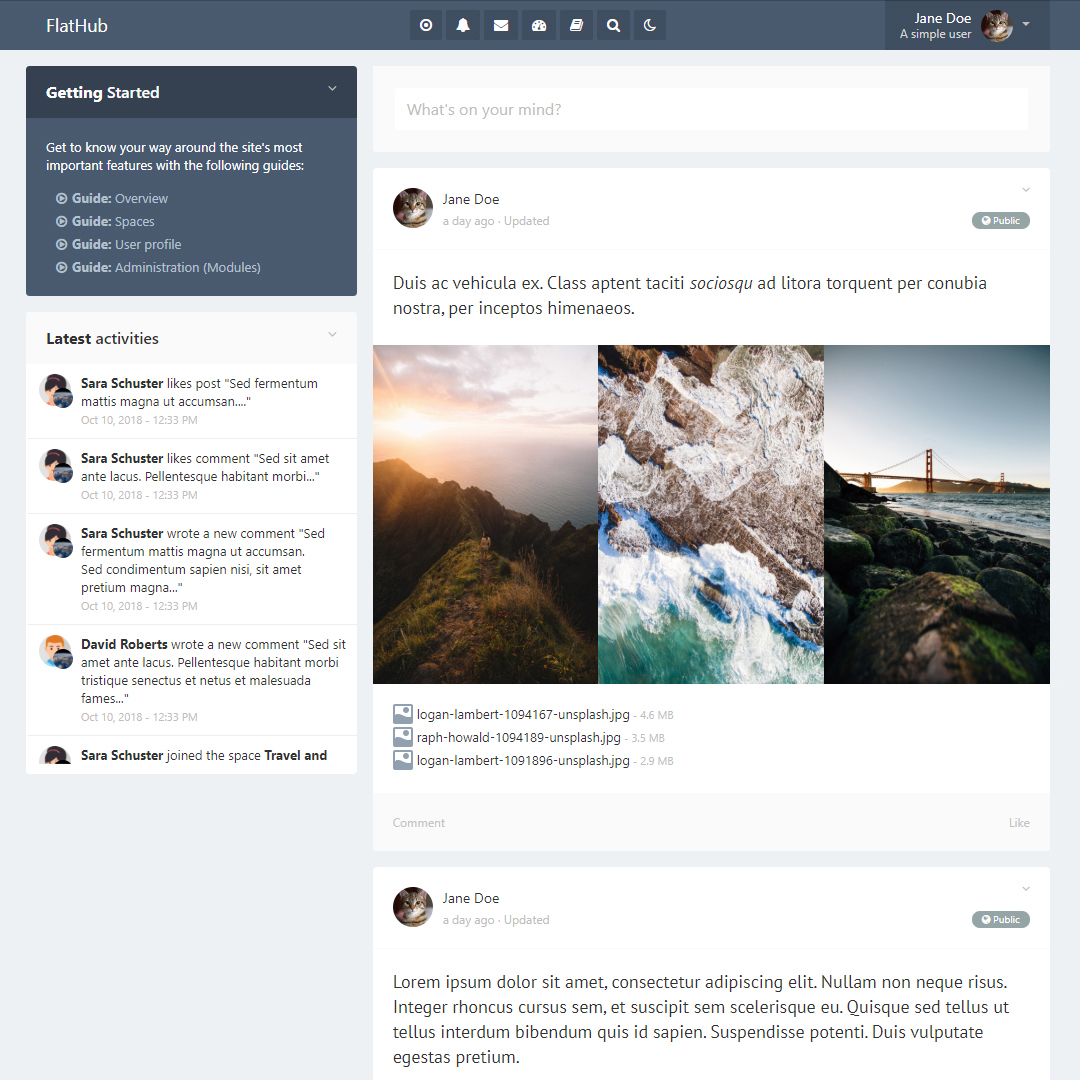 FlatHub
Jane Doe
A simple user
Getting Started
Get to know your way around the site's most
important features with the following guides:
Guide: Overview
Guide: Spaces
Guide: User profile
Guide: Administration (Modules)
Latest activities
Sara Schuster likes post "Sed fermentum
mattis magna ut accumsan...."
Oct 10, 2018 - 12:33 PM
Sara Schuster likes comment "Sed sit amet
ante lacus. Pellentesque habitant morbi..."
Oct 10, 2018 - 12:33 PM
Sara Schuster wrote a new comment "Sed
fermentum mattis magna ut accumsan.
Sed condimentum sapien nisi, sit amet
pretium magna..."
Oct 10, 2018 - 12:33 PM
David Roberts wrote a new comment "Sed sit
amet ante lacus. Pellentesque habitant morbi
tristique senectus et netus et malesuada
fames..."
Oct 10, 2018 - 12:33 PM
Sara Schuster joined the space Travel and
What's on your mind?
Jane Doe
a day ago · Updated
Public
Duis ac vehicula ex. Class aptent taciti sociosqu ad litora torquent per conubia
nostra, per inceptos himenaeos.
logan-lambert-1094167-unsplash.jpg - 4.6 MB
raph-howald-1094189-unsplash.jpg - 3.5 MB
logan-lambert-1091896-unsplash.jpg - 2.9 MB
Comment
Like
Jane Doe
a day ago · Updated
Public
Lorem ipsum dolor sit amet, consectetur adipiscing elit. Nullam non neque risus.
Integer rhoncus cursus sem, et suscipit sem scelerisque eu. Quisque sed tellus ut
tellus interdum bibendum quis id sapien. Suspendisse potenti. Duis vulputate
egestas pretium.